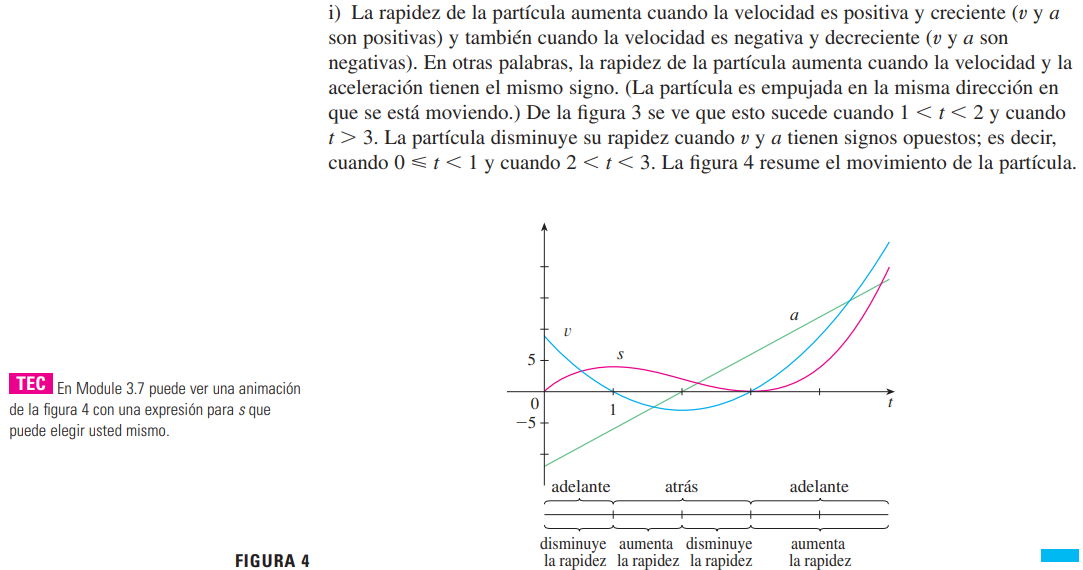 i) La rapidez de la partícula aumenta cuando la velocidad es positiva y creciente (v y a
son positivas) y también cuando la velocidad es negativa y decreciente (v y a son
negativas). En otras palabras, la rapidez de la partícula aumenta cuando la velocidad y la
aceleración tienen el mismo signo. (La partícula es empujada en la misma dirección en
que se está moviendo.) De la figura 3 se ve que esto sucede cuando 1 < t < 2 y cuando
t > 3. La partícula disminuye su rapidez cuando v y a tienen signos opuestos; es decir,
cuando 0 ⩽ t < 1 y cuando 2 < t < 3. La figura 4 resume el movimiento de la partícula.
TEC En Module 3.7 puede ver una animación
de la figura 4 con una expresión para s que
puede elegir usted mismo.
a
v
s
5
0
1
t
−5
adelante atrás adelante
disminuye aumenta disminuye aumenta
la rapidez la rapidez la rapidez la rapidez
FIGURA 4